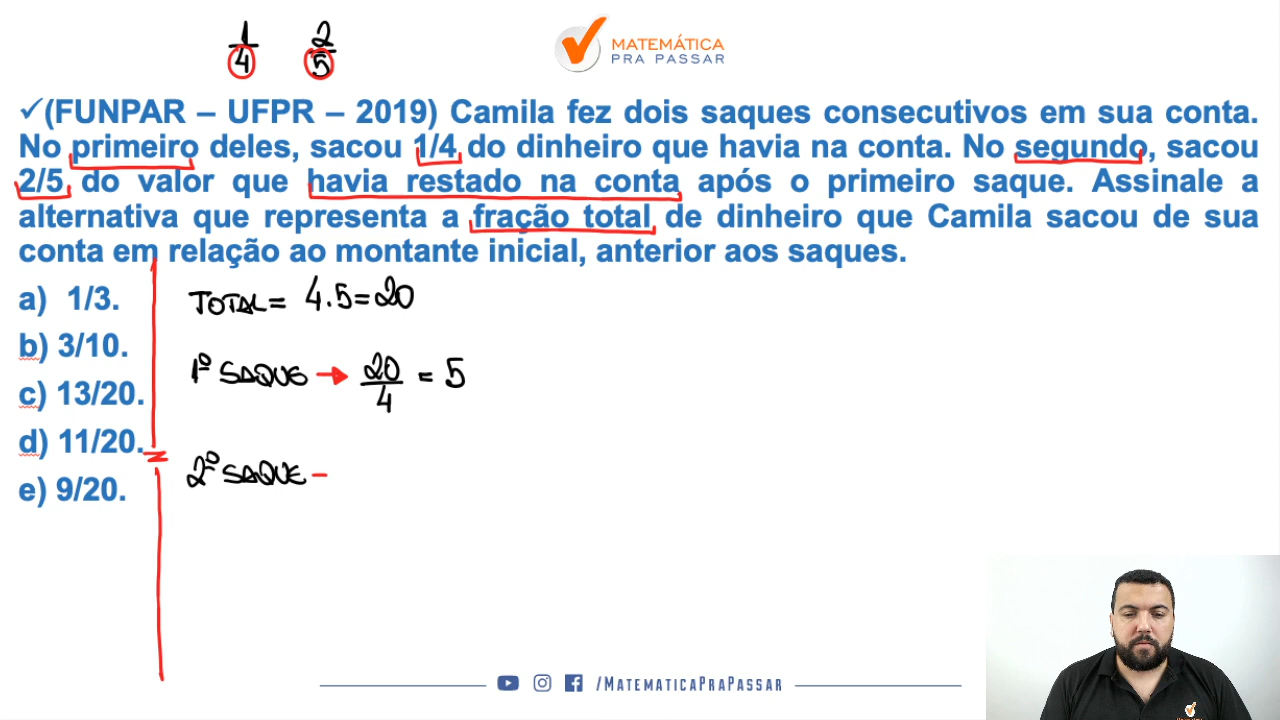 1/4 2/5
MATEMÁTICA
PRA PASSAR
✓(FUNPAR – UFPR – 2019) Camila fez dois saques consecutivos em sua conta.
No primeiro deles, sacou 1/4 do dinheiro que havia na conta. No segundo, sacou
2/5 do valor que havia restado na conta após o primeiro saque. Assinale a
alternativa que representa a fração total de dinheiro que Camila sacou de sua
conta em relação ao montante inicial, anterior aos saques.
a) 1/3.
b) 3/10.
c) 13/20.
d) 11/20.
e) 9/20.
TOTAL = 4.5=20
1º SAQUE → 20/4 = 5
2º SAQUE –
/MATEMATICAPRAPASSAR